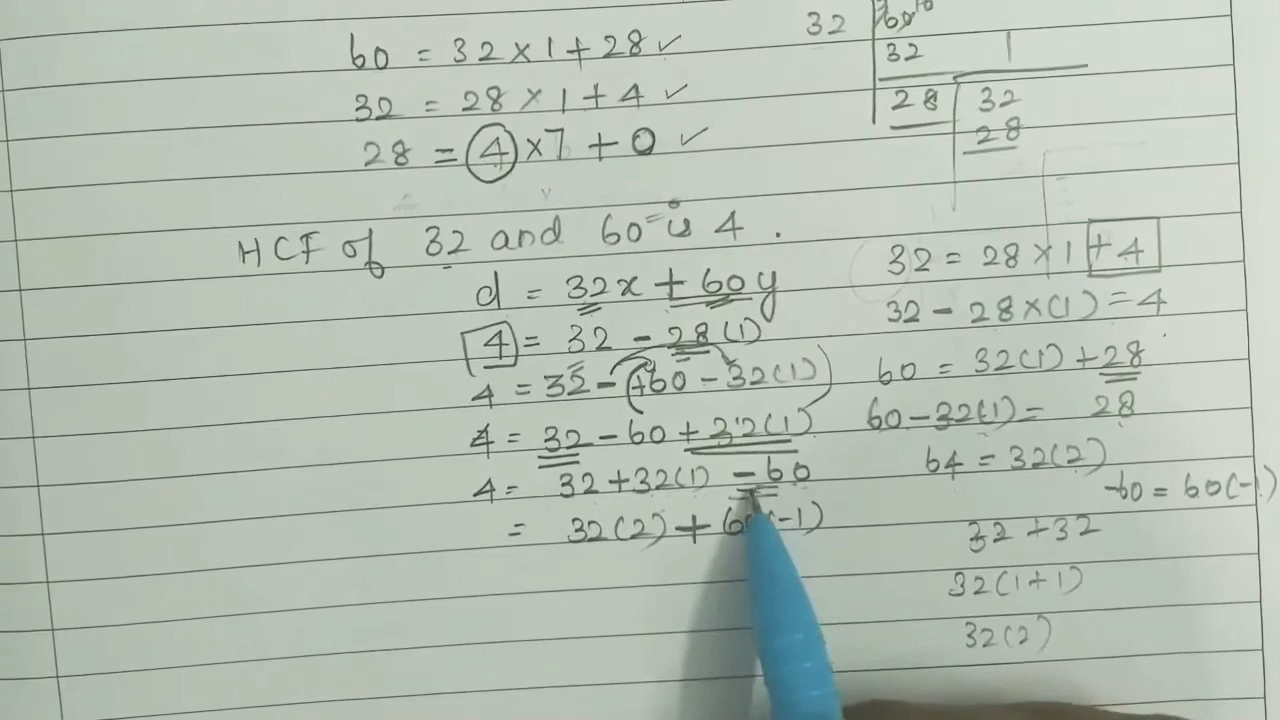 60 = 32 × 1 + 28 ✓
32 = 28 × 1 + 4 ✓
28 = 4 × 7 + 0 ✓
32
32 1
28 32
28
HCF of 32 and 60 is 4 .
d = 32x + 60y
4 = 32 - 28(1)
4 = 32 - (+60 - 32(1))
4 = 32 - 60 + 32(1)
4 = 32 + 32(1) - 60
= 32(2) + 60(-1)
32 = 28 × 1 + 4
32 - 28 × (1) = 4
60 = 32(1) + 28
60 - 32(1) = 28
64 = 32(2)
-60 = 60(-1)
32 + 32
32(1+1)
32(2)